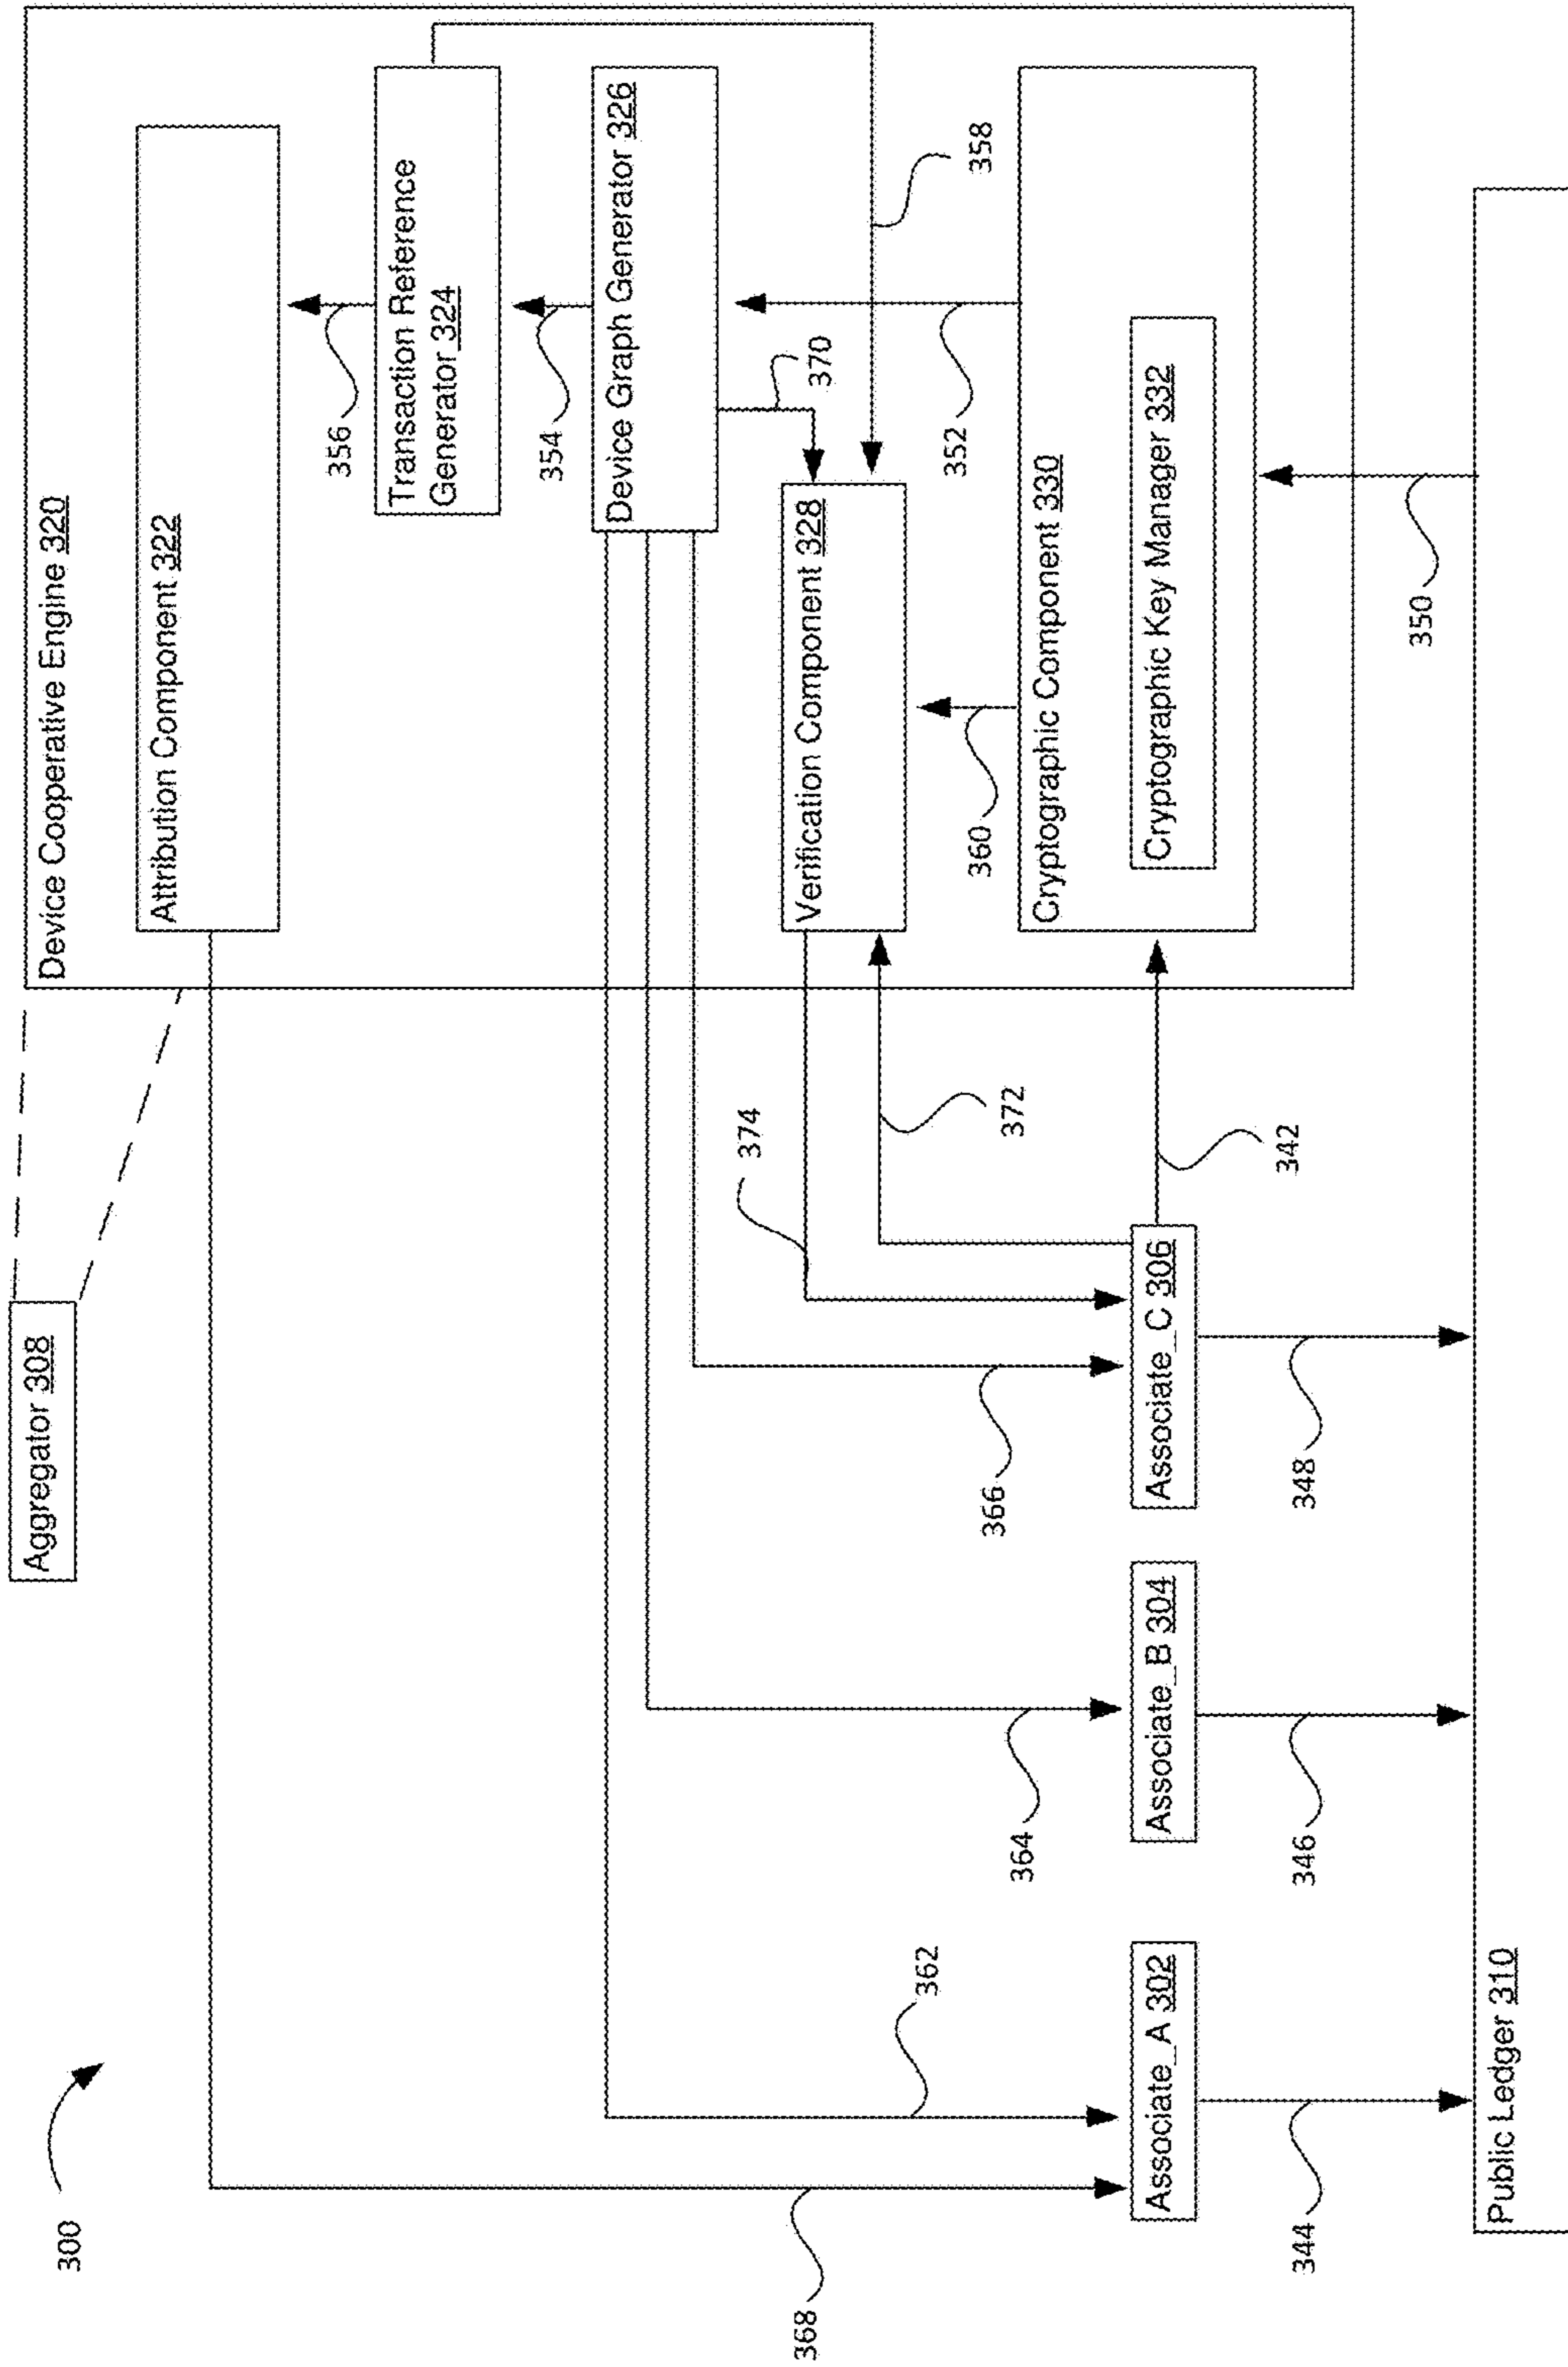 300
Aggregator 308
Device Cooperative Engine 320
Attribution Component 322
356
Transaction Reference
Generator 324
354
Device Graph Generator 326
370
358
Verification Component 328
352
360
Cryptographic Component 330
Cryptographic Key Manager 332
350
374
372
342
368
362
364
366
Associate_A 302
Associate_B 304
Associate_C 306
344
346
348
Public Ledger 310